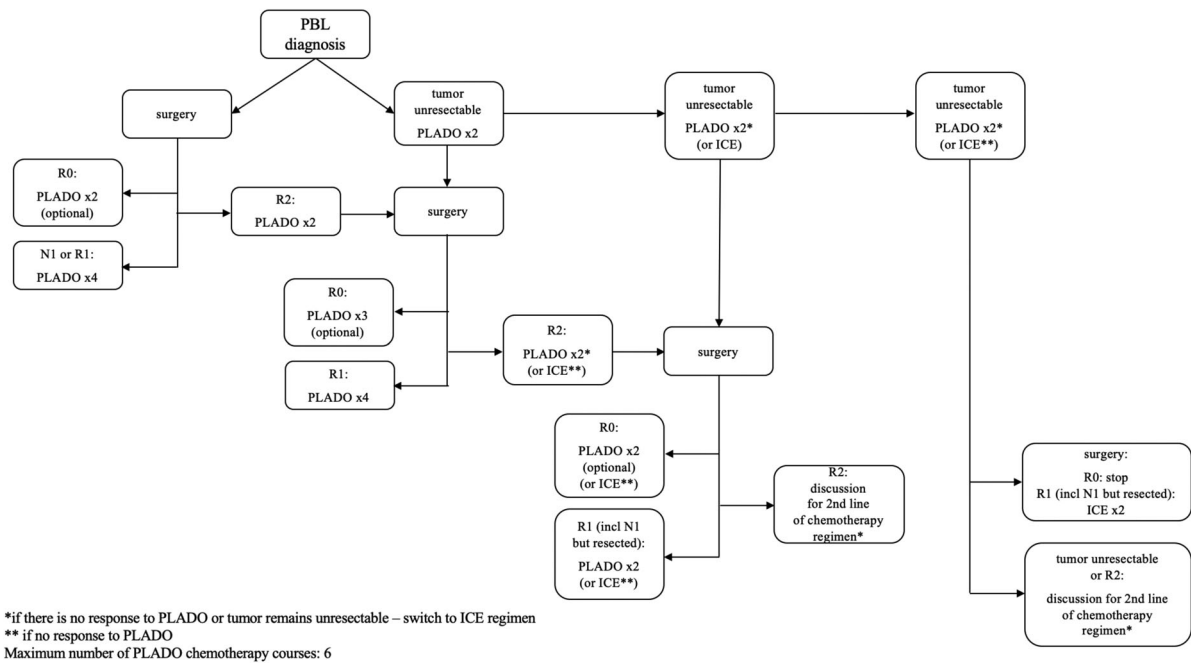 PBL
diagnosis
surgery
tumor
unresectable
PLADO x2
tumor
unresectable
PLADO x2*
(or ICE)
tumor
unresectable
PLADO x2*
(or ICE**)
R0:
PLADO x2
(optional)
R2:
PLADO x2
surgery
N1 or R1:
PLADO x4
R0:
PLADO x3
(optional)
R2:
PLADO x2*
(or ICE**)
surgery
R1:
PLADO x4
R0:
PLADO x2
(optional)
(or ICE**)
R2:
discussion
for 2nd line
of chemotherapy
regimen*
surgery:
R0: stop
R1 (incl N1 but resected):
ICE x2
R1 (incl N1
but resected):
PLADO x2
(or ICE**)
tumor unresectable
or R2:
discussion for 2nd line
of chemotherapy
regimen*
*if there is no response to PLADO or tumor remains unresectable – switch to ICE regimen
** if no response to PLADO
Maximum number of PLADO chemotherapy courses: 6